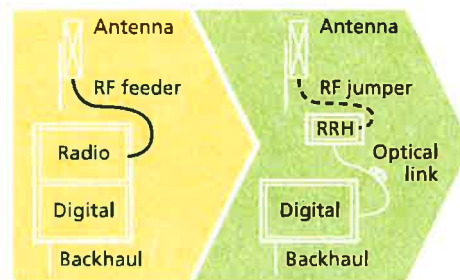 Antenna
RF feeder
Radio
Digital
Backhaul
Antenna
RF jumper
RRH
Optical
link
Digital
Backhaul